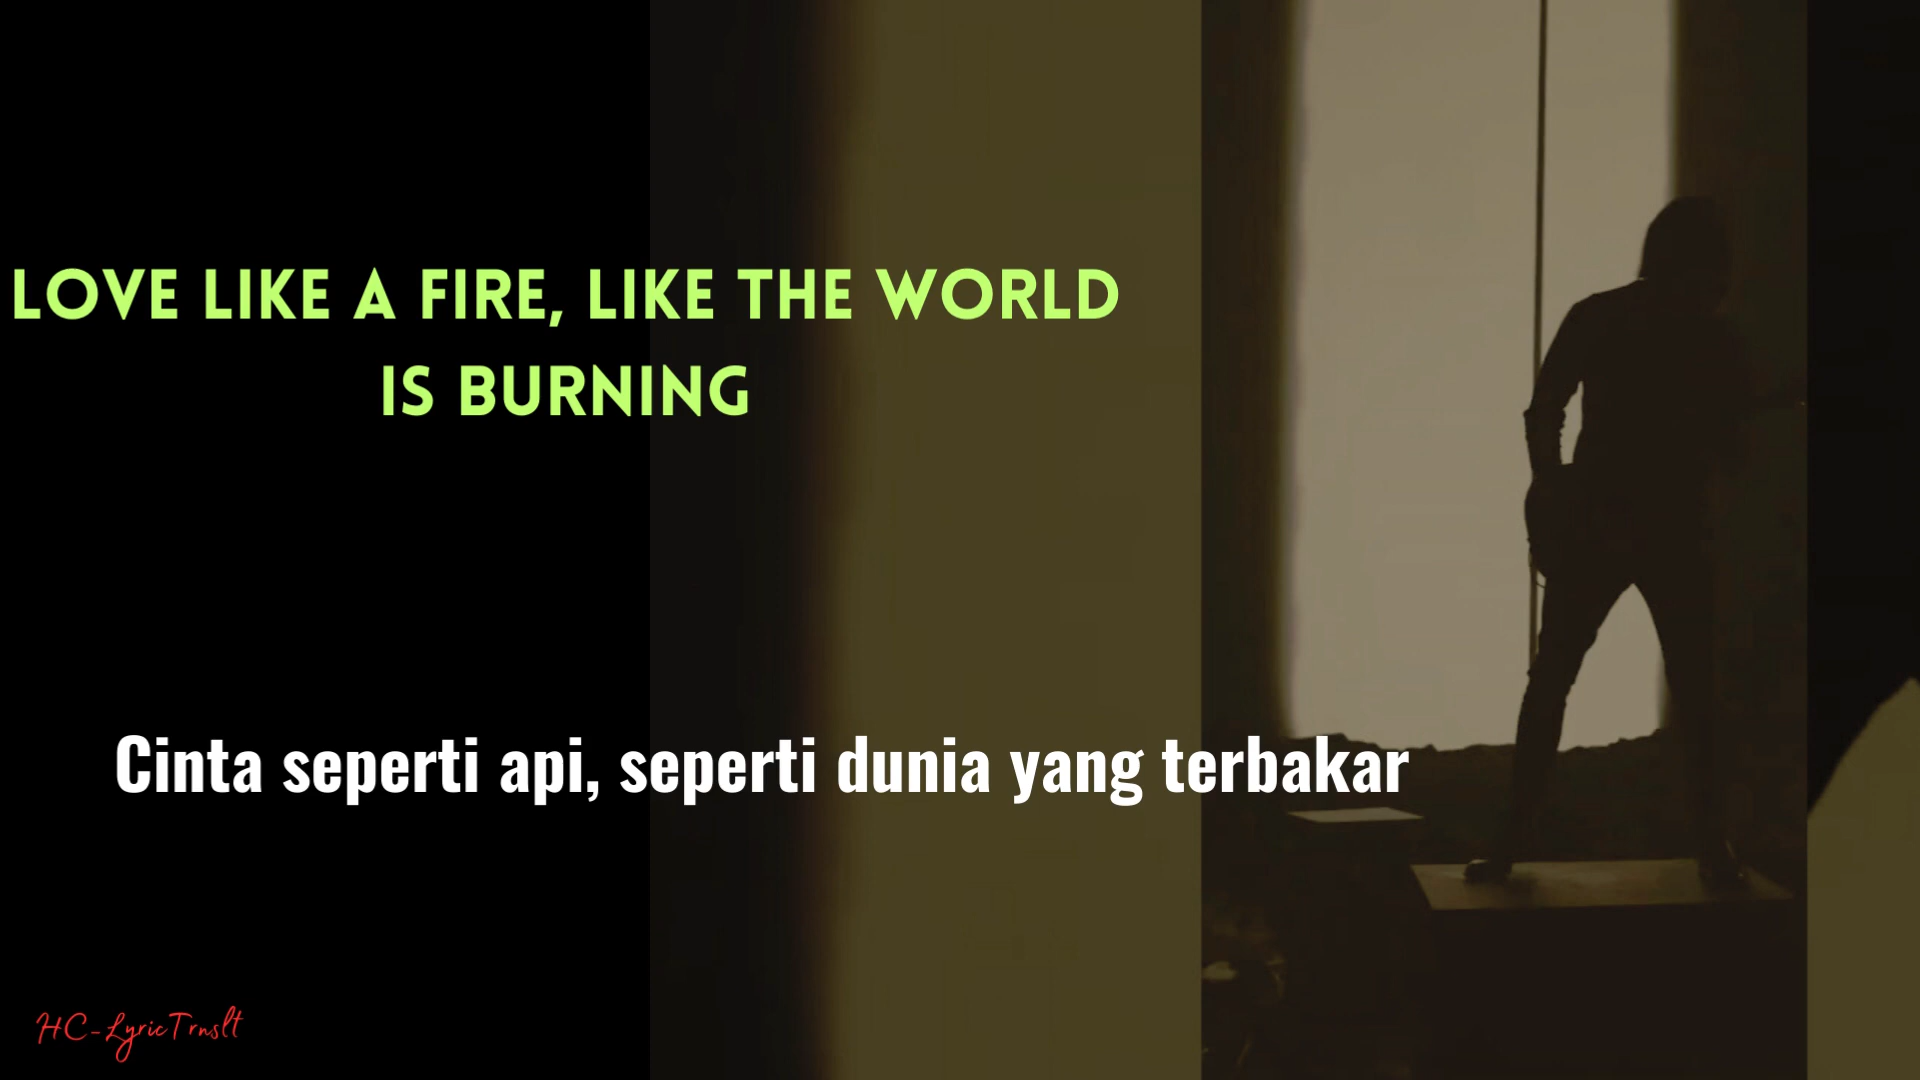 LOVE LIKE A FIRE, LIKE THE WORLD
IS BURNING
Cinta seperti api, seperti dunia yang terbakar
HC-LyricTrnslt